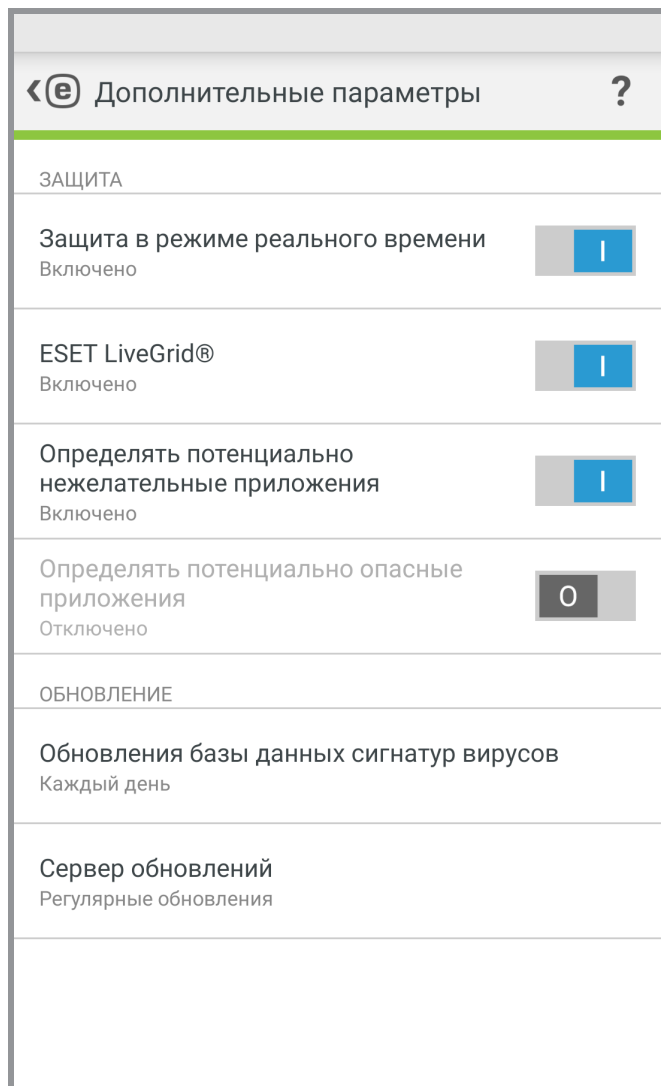 Дополнительные параметры ?
ЗАЩИТА
Защита в режиме реального времени
Включено
I
ESET LiveGrid®
Включено
I
Определять потенциально
нежелательные приложения
Включено
I
Определять потенциально опасные
приложения
Отключено
O
ОБНОВЛЕНИЕ
Обновления базы данных сигнатур вирусов
Каждый день
Сервер обновлений
Регулярные обновления